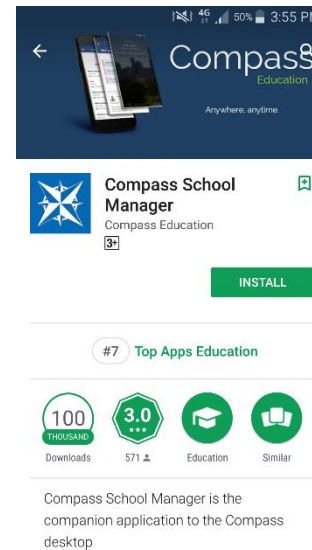 4G 50% 3:55 PM
Compass
Education
Anywhere, anytime.
Compass School
Manager
Compass Education
3+
INSTALL
#7 Top Apps Education
100
THOUSAND
3.0
Downloads 571 Education Similar
Compass School Manager is the
companion application to the Compass
desktop